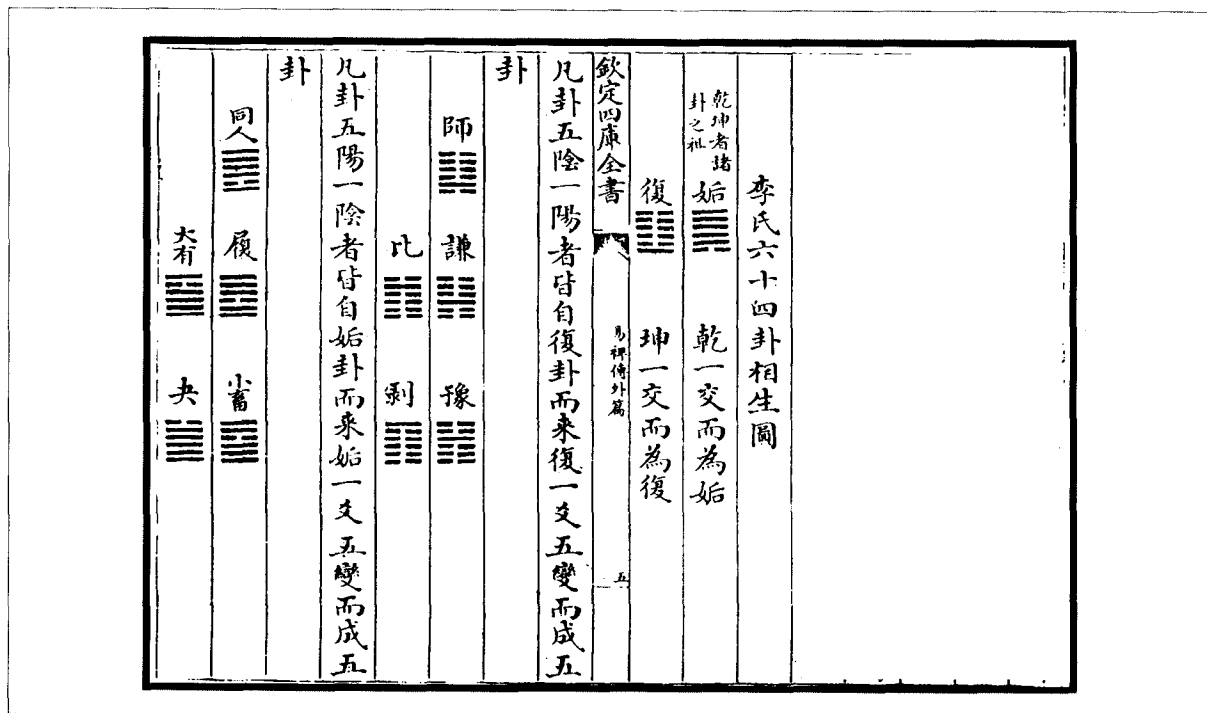 李氏六十四卦相生圖
乾坤者諸
卦之祖
姤 乾一交而為姤
復 坤一交而為復
欽定四庫全書
易裨傳外篇
五
凡卦五陰一陽者皆自復卦而来復一爻五變而成五
卦
師 謙 豫
比 剥
凡卦五陽一陰者皆自姤卦而来姤一爻五變而成五
卦
同人 履 小畜
大有 夬